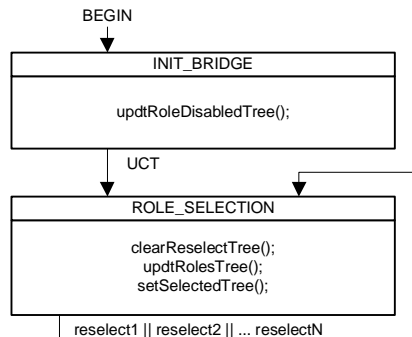 BEGIN
INIT_BRIDGE
updtRoleDisabledTree();
UCT
ROLE_SELECTION
clearReselectTree();
updtRolesTree();
setSelectedTree();
reselect1 || reselect2 || ... reselectN